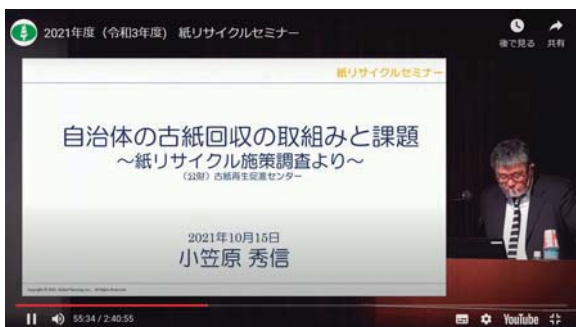 2021年度（令和3年度） 紙リサイクルセミナー
後で見る 共有
紙リサイクルセミナー
自治体の古紙回収の取組みと課題
～紙リサイクル施策調査より～
（公財）古紙再生促進センター
2021年10月15日
小笠原 秀信
55:34 / 2:40:55
YouTube